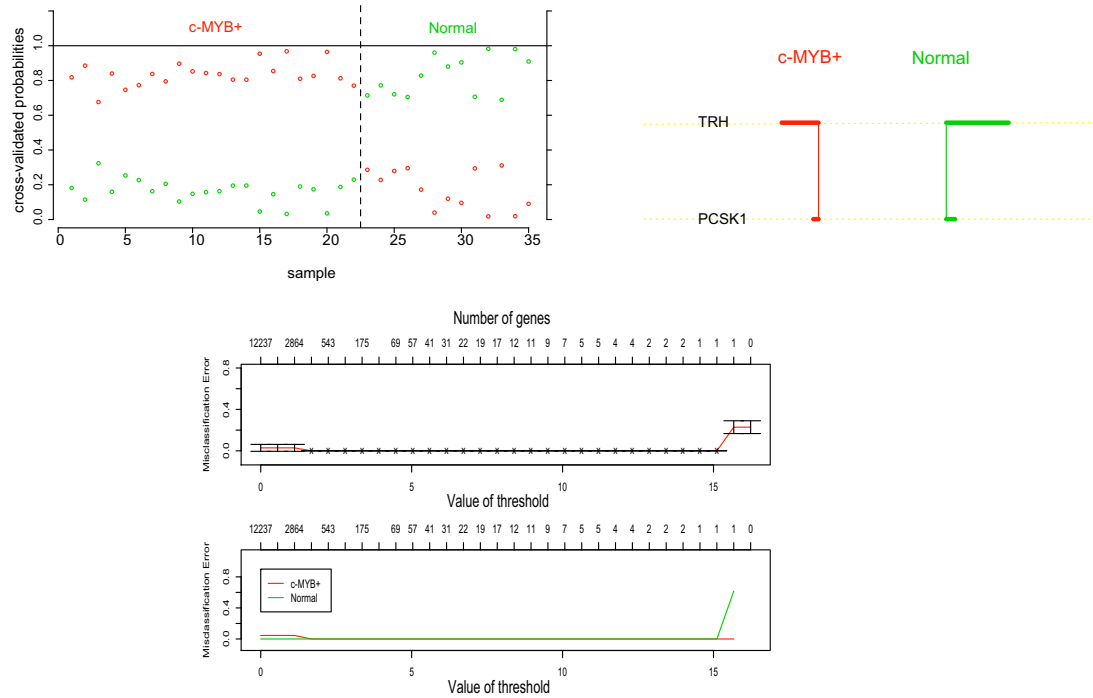 c-MYB+ Normal
cross-validated probabilities
1.0
0.8
0.6
0.4
0.2
0.0
0 5 10 15 20 25 30 35
sample
c-MYB+ Normal
TRH
PCSK1
Number of genes
12237 2864 543 175 69 57 41 31 22 19 17 12 11 9 7 5 5 4 4 2 2 2 1 1 1 0
Misclassification Error
0.8
0.4
0.0
0 5 10 15
Value of threshold
12237 2864 543 175 69 57 41 31 22 19 17 12 11 9 7 5 5 4 4 2 2 2 1 1 1 0
Misclassification Error
0.8
0.4
0.0
c-MYB+
Normal
0 5 10 15
Value of threshold